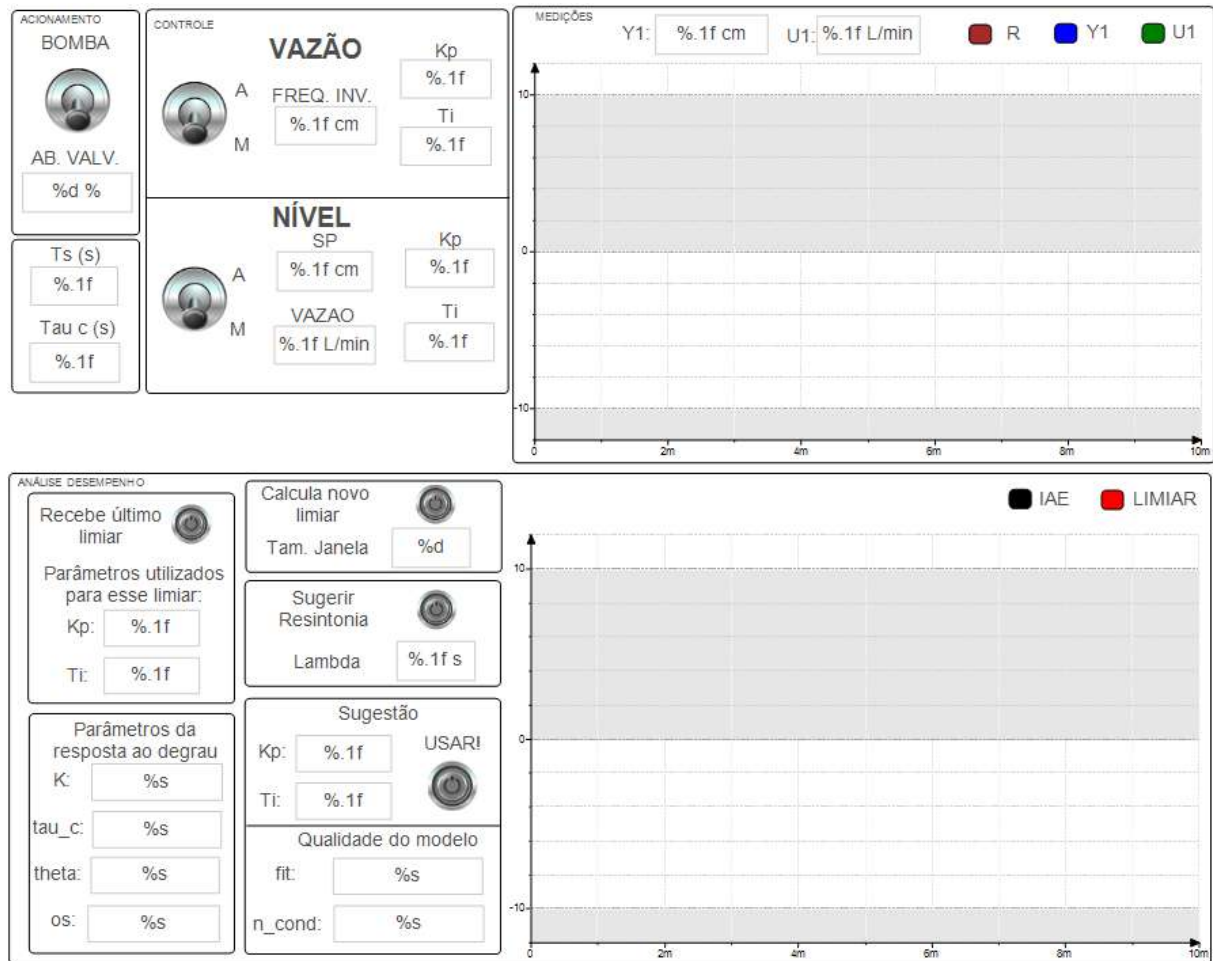 ACIONAMENTO
BOMBA
AB. VALV.
%d %
Ts (s)
%.1f
Tau c (s)
%.1f
CONTROLE
VAZÃO
A
M
FREQ. INV.
%.1f cm
Kp
%.1f
Ti
%.1f
NÍVEL
A
M
SP
%.1f cm
VAZAO
%.1f L/min
Kp
%.1f
Ti
%.1f
MEDIÇÕES
Y1: %.1f cm U1: %.1f L/min R Y1 U1
10
0
-10
0 2m 4m 6m 8m 10m
ANÁLISE DESEMPENHO
Recebe último
limiar
Parâmetros utilizados
para esse limiar:
Kp: %.1f
Ti: %.1f
Calcula novo
limiar
Tam. Janela %d
Sugerir
Resintonia
Lambda %.1f s
Parâmetros da
resposta ao degrau
K: %s
tau_c: %s
theta: %s
os: %s
Sugestão
Kp: %.1f
USAR!
Ti: %.1f
Qualidade do modelo
fit: %s
n_cond: %s
IAE LIMIAR
10
0
-10
0 2m 4m 6m 8m 10m